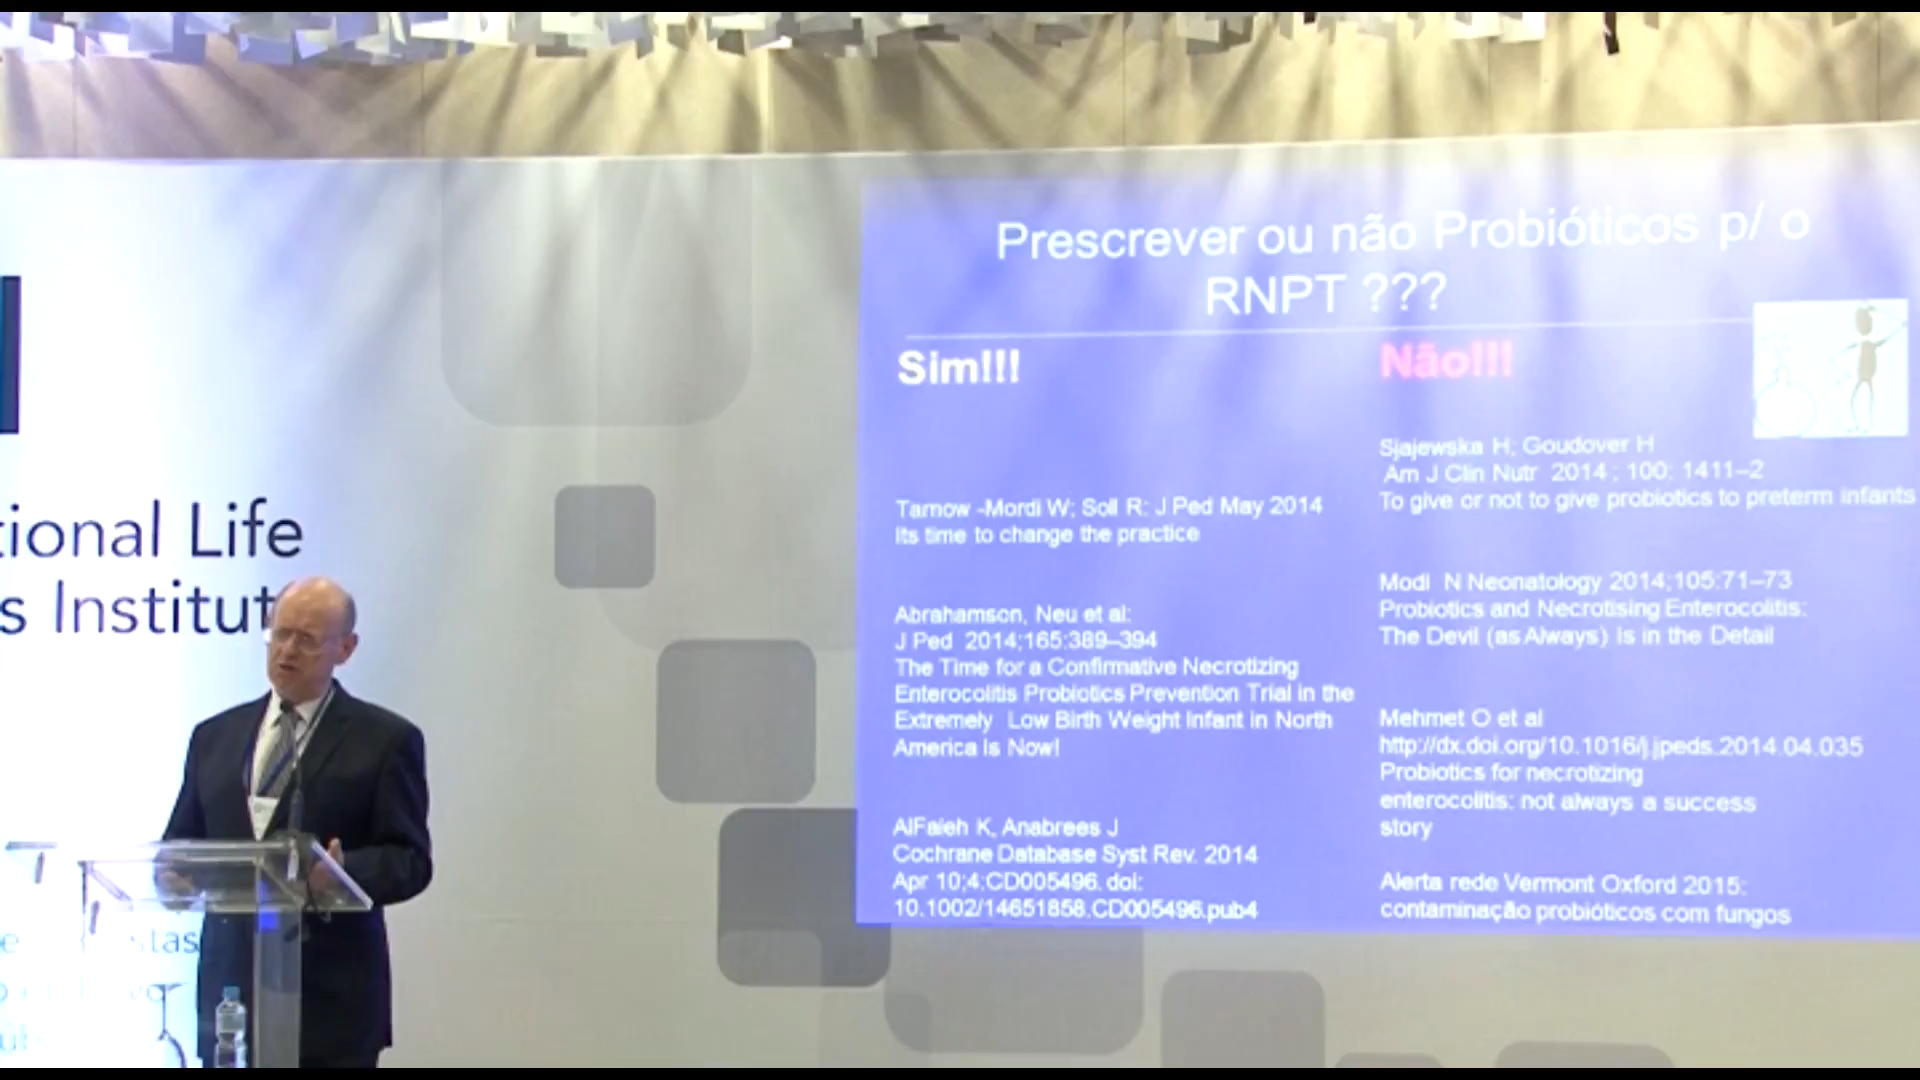 tional Life
s Institut
Prescrever ou não Probióticos p/ o
RNPT ???
Sim!!!
Tarnow -Mordi W; Soll R: J Ped May 2014
Its time to change the practice
Abrahamson, Neu et al:
J Ped 2014;165:389–394
The Time for a Confirmative Necrotizing
Enterocolitis Probiotics Prevention Trial in the
Extremely Low Birth Weight Infant in North
America Is Now!
AlFaleh K, Anabrees J
Cochrane Database Syst Rev. 2014
Apr 10;4:CD005496. doi:
10.1002/14651858.CD005496.pub4
Não!!!
Sjajewska H; Goudover H
Am J Clin Nutr 2014 ; 100: 1411–2
To give or not to give probiotics to preterm infants
Modi N Neonatology 2014;105:71–73
Probiotics and Necrotising Enterocolitis:
The Devil (as Always) Is in the Detail
Mehmet O et al
http://dx.doi.org/10.1016/j.jpeds.2014.04.035
Probiotics for necrotizing
enterocolitis: not always a success
story
Alerta rede Vermont Oxford 2015:
contaminação probióticos com fungos